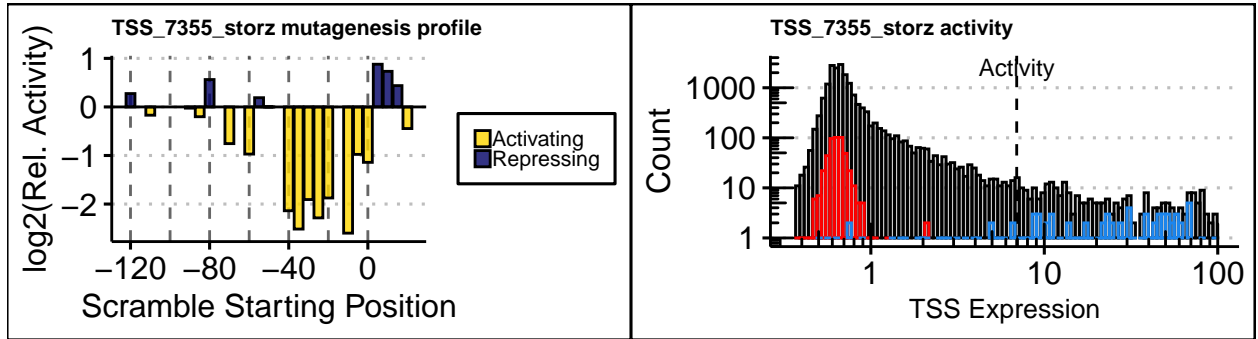 TSS_7355_storz mutagenesis profile
log2(Rel. Activity)
1
0
−1
−2
−120
−80
−40
0
Scramble Starting Position
Activating
Repressing
TSS_7355_storz activity
Activity
Count
1000
100
10
1
1
10
100
TSS Expression